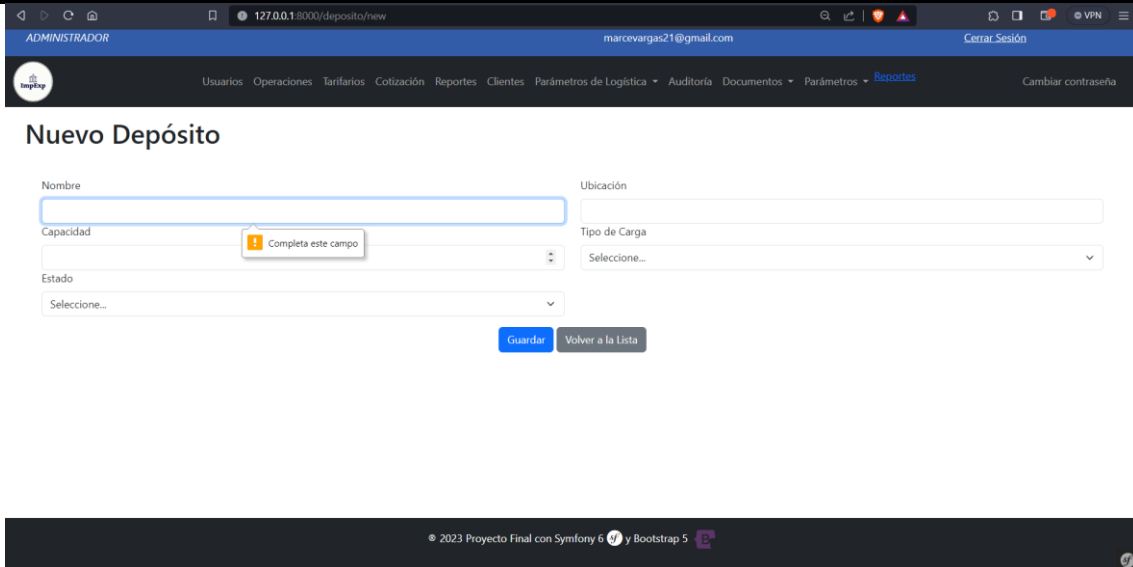 127.0.0.1:8000/deposito/new
VPN
ADMINISTRADOR marcevargas21@gmail.com Cerrar Sesión
ImpExp
Usuarios Operaciones Tarifarios Cotización Reportes Clientes Parámetros de Logística Auditoría Documentos Parámetros Reportes Cambiar contraseña
Nuevo Depósito
Nombre Ubicación
Capacidad Tipo de Carga
Completa este campo
Seleccione...
Estado
Seleccione...
Guardar Volver a la Lista
© 2023 Proyecto Final con Symfony 6 sf y Bootstrap 5 B
sf